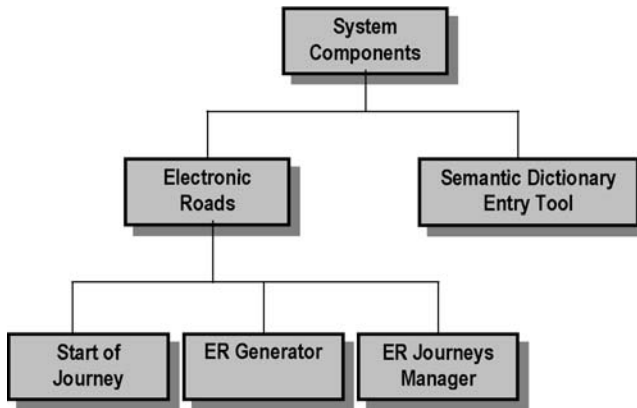 System
Components
Electronic
Roads
Semantic Dictionary
Entry Tool
Start of
Journey
ER Generator
ER Journeys
Manager